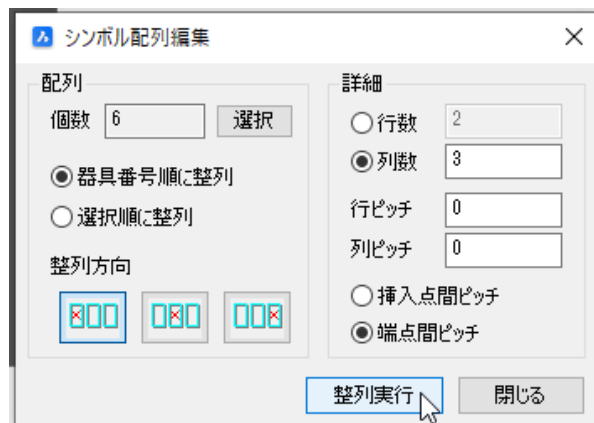 シンボル配列編集
配列
個数 6 選択
器具番号順に整列
選択順に整列
整列方向
詳細
行数 2
列数 3
行ピッチ 0
列ピッチ 0
挿入点間ピッチ
端点間ピッチ
整列実行 閉じる